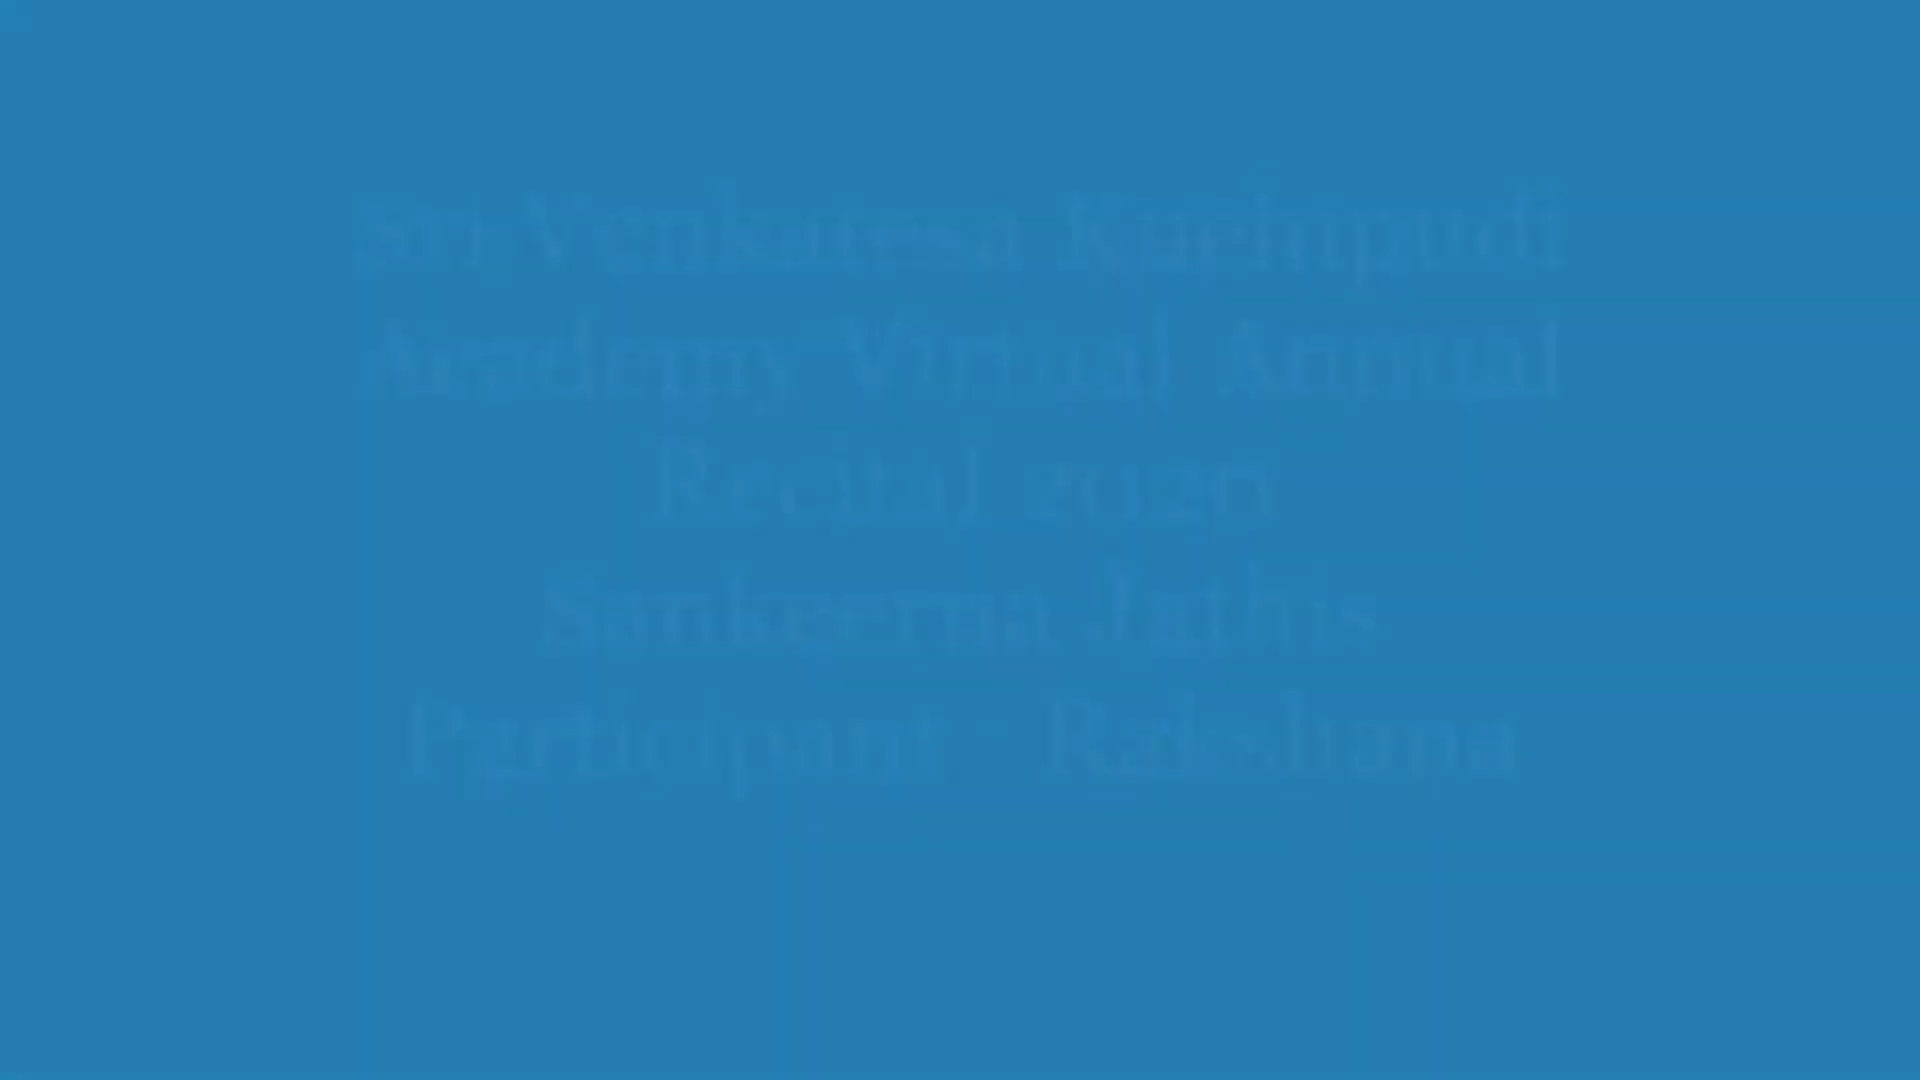 Sri Venkatesa Kuchipudi
Academy Virtual Annual
Recital 2020
Sankeerna Jathis
Participant - Rakshana